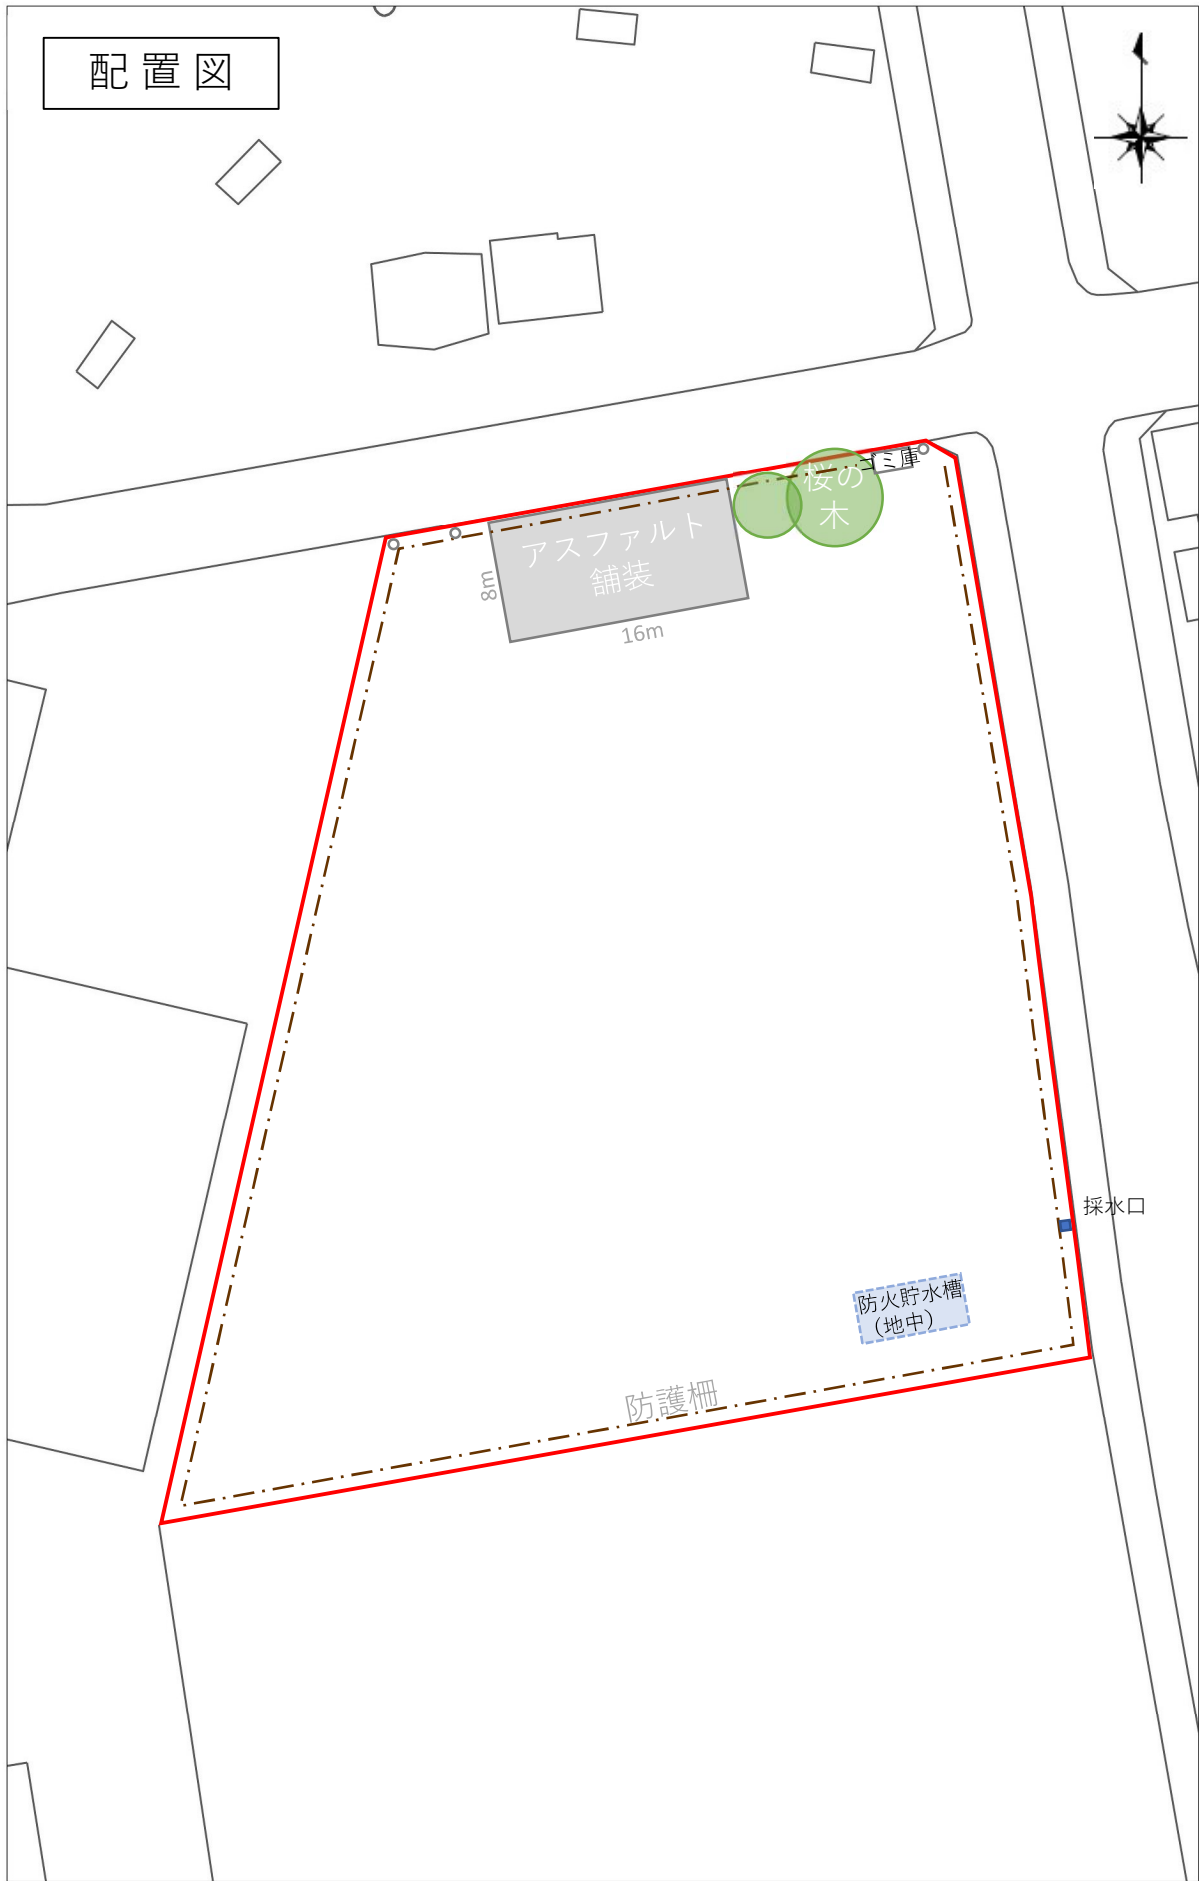 配置図
ゴミ庫
桜の
木
アスファルト
舗装
8m
16m
採水口
防火貯水槽
（地中）
防護柵